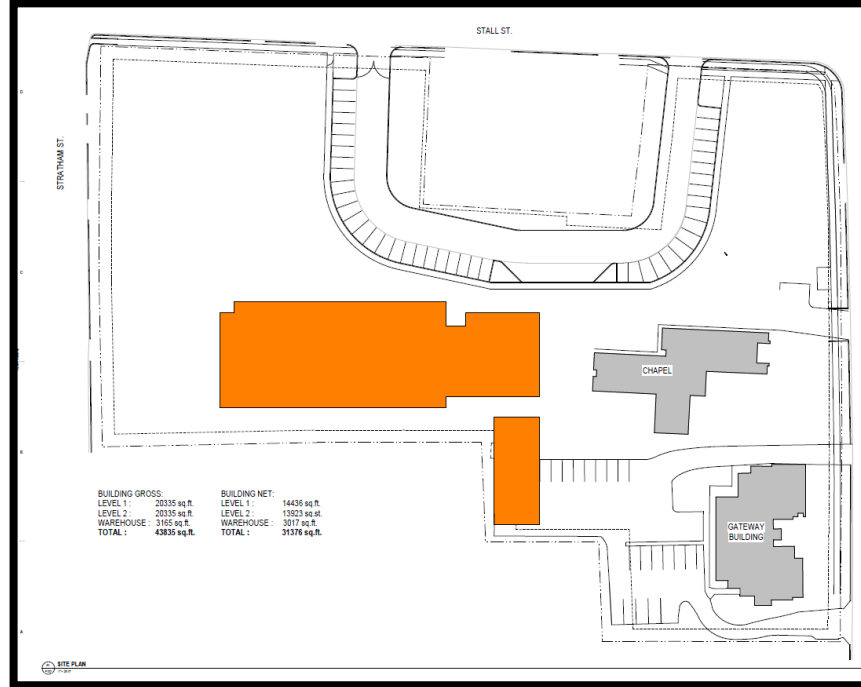 STALL ST.
STRATHAM ST.
D
C
B
A
CHAPEL
GATEWAY
BUILDING
BUILDING GROSS:
LEVEL 1 : 20335 sq.ft.
LEVEL 2 : 20335 sq.ft.
WAREHOUSE : 3165 sq.ft.
TOTAL : 43835 sq.ft.
BUILDING NET:
LEVEL 1 : 14436 sq.ft.
LEVEL 2 : 13923 sq.st.
WAREHOUSE : 3017 sq.ft.
TOTAL : 31376 sq.ft.
SITE PLAN